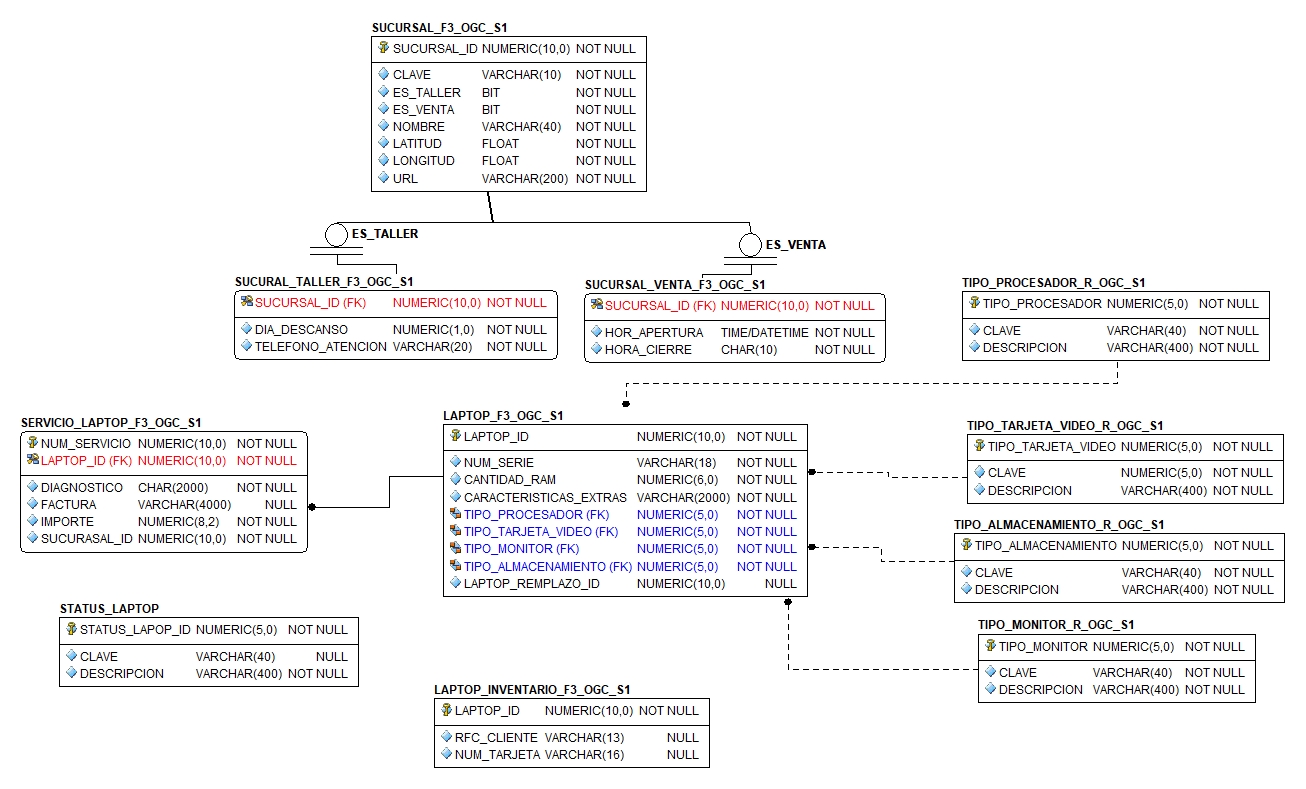 SUCURSAL_F3_OGC_S1
SUCURSAL_ID NUMERIC(10,0) NOT NULL
CLAVE VARCHAR(10) NOT NULL
ES_TALLER BIT NOT NULL
ES_VENTA BIT NOT NULL
NOMBRE VARCHAR(40) NOT NULL
LATITUD FLOAT NOT NULL
LONGITUD FLOAT NOT NULL
URL VARCHAR(200) NOT NULL
ES_TALLER
ES_VENTA
SUCURAL_TALLER_F3_OGC_S1
SUCURSAL_ID (FK) NUMERIC(10,0) NOT NULL
DIA_DESCANSO NUMERIC(1,0) NOT NULL
TELEFONO_ATENCION VARCHAR(20) NOT NULL
SUCURSAL_VENTA_F3_OGC_S1
SUCURSAL_ID (FK) NUMERIC(10,0) NOT NULL
HOR_APERTURA TIME/DATETIME NOT NULL
HORA_CIERRE CHAR(10) NOT NULL
TIPO_PROCESADOR_R_OGC_S1
TIPO_PROCESADOR NUMERIC(5,0) NOT NULL
CLAVE VARCHAR(40) NOT NULL
DESCRIPCION VARCHAR(400) NOT NULL
SERVICIO_LAPTOP_F3_OGC_S1
NUM_SERVICIO NUMERIC(10,0) NOT NULL
LAPTOP_ID (FK) NUMERIC(10,0) NOT NULL
DIAGNOSTICO CHAR(2000) NOT NULL
FACTURA VARCHAR(4000) NULL
IMPORTE NUMERIC(8,2) NOT NULL
SUCURASAL_ID NUMERIC(10,0) NOT NULL
LAPTOP_F3_OGC_S1
LAPTOP_ID NUMERIC(10,0) NOT NULL
NUM_SERIE VARCHAR(18) NOT NULL
CANTIDAD_RAM NUMERIC(6,0) NOT NULL
CARACTERISTICAS_EXTRAS VARCHAR(2000) NOT NULL
TIPO_PROCESADOR (FK) NUMERIC(5,0) NOT NULL
TIPO_TARJETA_VIDEO (FK) NUMERIC(5,0) NOT NULL
TIPO_MONITOR (FK) NUMERIC(5,0) NOT NULL
TIPO_ALMACENAMIENTO (FK) NUMERIC(5,0) NOT NULL
LAPTOP_REMPLAZO_ID NUMERIC(10,0) NULL
TIPO_TARJETA_VIDEO_R_OGC_S1
TIPO_TARJETA_VIDEO NUMERIC(5,0) NOT NULL
CLAVE NUMERIC(5,0) NOT NULL
DESCRIPCION VARCHAR(400) NOT NULL
TIPO_ALMACENAMIENTO_R_OGC_S1
TIPO_ALMACENAMIENTO NUMERIC(5,0) NOT NULL
CLAVE VARCHAR(40) NOT NULL
DESCRIPCION VARCHAR(400) NOT NULL
STATUS_LAPTOP
STATUS_LAPOP_ID NUMERIC(5,0) NOT NULL
CLAVE VARCHAR(40) NULL
DESCRIPCION VARCHAR(400) NOT NULL
TIPO_MONITOR_R_OGC_S1
TIPO_MONITOR NUMERIC(5,0) NOT NULL
CLAVE VARCHAR(40) NOT NULL
DESCRIPCION VARCHAR(400) NOT NULL
LAPTOP_INVENTARIO_F3_OGC_S1
LAPTOP_ID NUMERIC(10,0) NOT NULL
RFC_CLIENTE VARCHAR(13) NULL
NUM_TARJETA VARCHAR(16) NULL